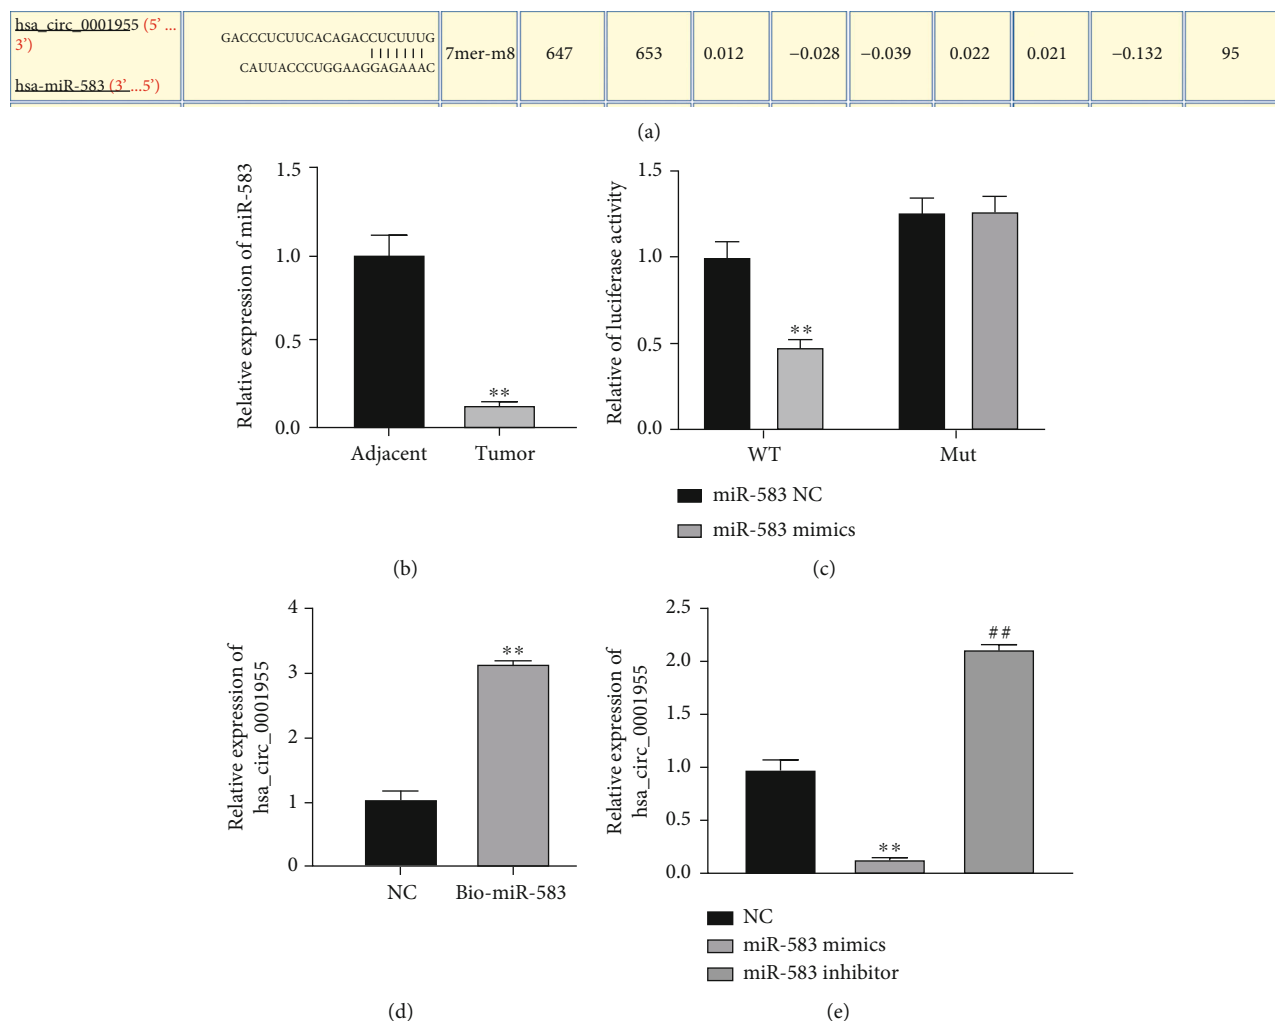 hsa_circ_0001955 (5' ...
3')
hsa-miR-583 (3' ...5')
GACCCUCUUCACAGACCUCUUUG
CAUUACCCUGGAAGGAGAAAC
7mer-m8
647
653
0.012
−0.028
−0.039
0.022
0.021
−0.132
95
(a)
Relative expression of miR-583
1.5
1.0
0.5
0.0
**
Adjacent
Tumor
(b)
Relative of luciferase activity
1.5
1.0
0.5
0.0
**
WT
Mut
miR-583 NC
miR-583 mimics
(c)
Relative expression of
hsa_circ_0001955
4
3
2
1
0
**
NC
Bio-miR-583
(d)
Relative expression of
hsa_circ_0001955
2.5
2.0
1.5
1.0
0.5
0.0
**
##
NC
miR-583 mimics
miR-583 inhibitor
(e)